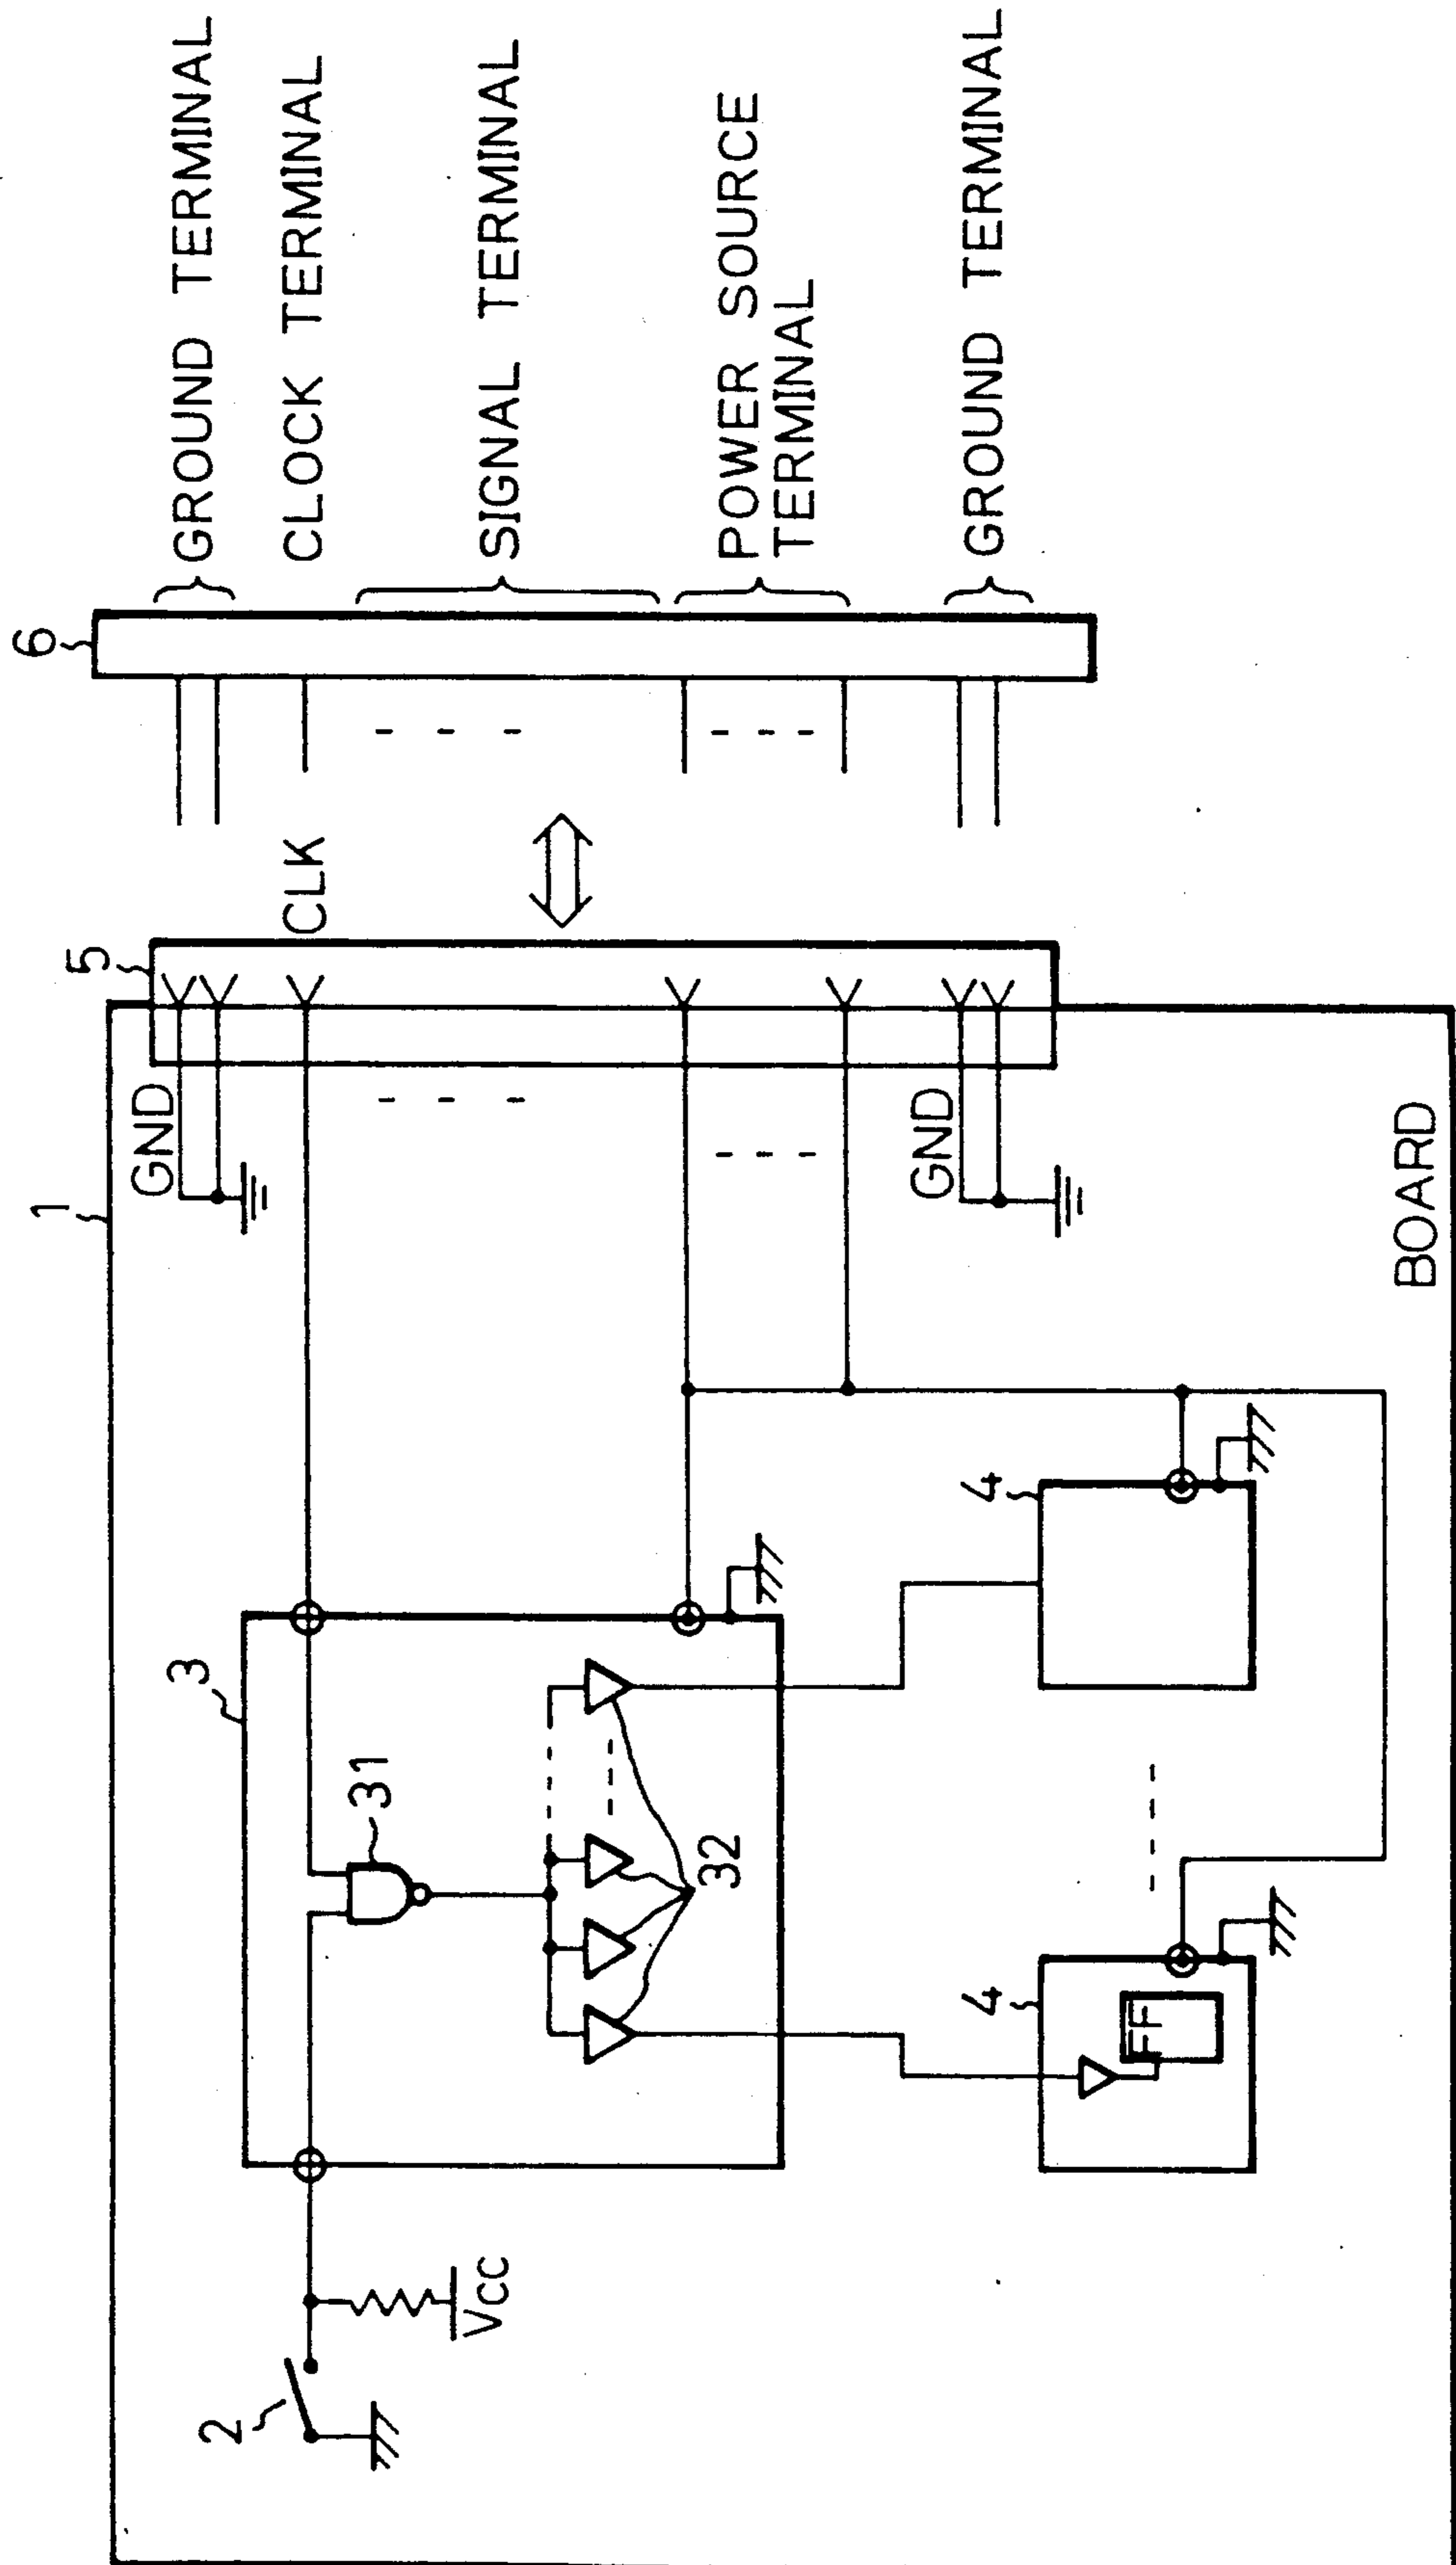 6
GROUND TERMINAL
CLOCK TERMINAL
SIGNAL TERMINAL
POWER SOURCE
TERMINAL
GROUND TERMINAL
5
CLK
1
GND
GND
BOARD
3
31
32
4
4
FF
2
VCC